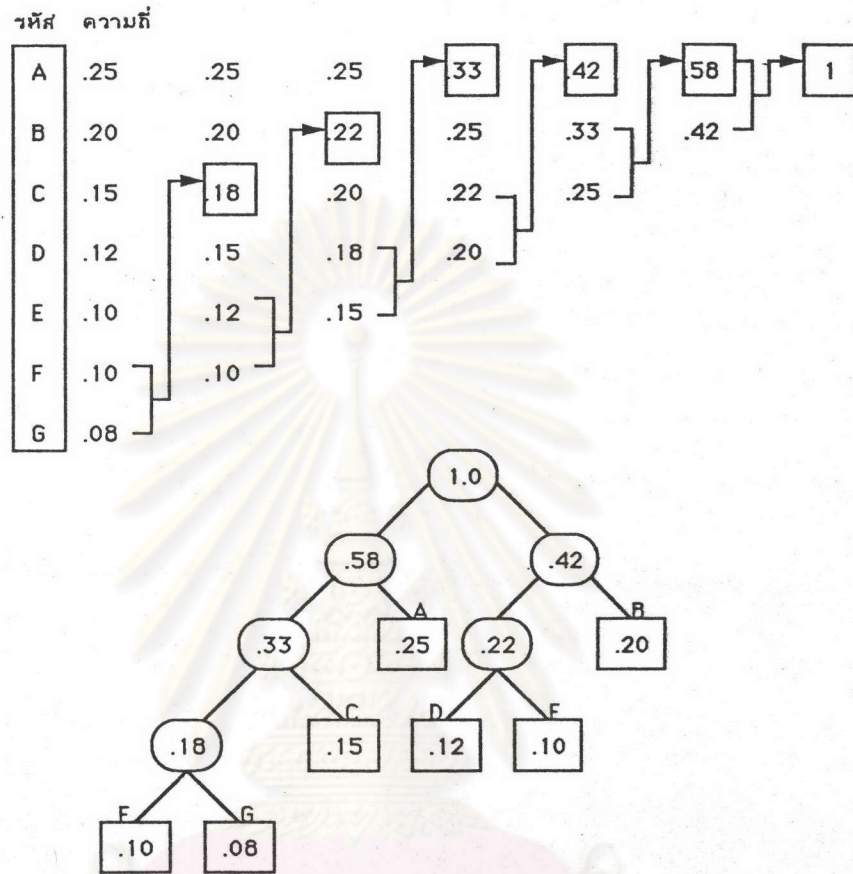 รหัส ความถี่
A .25 .25 .25 .33 .42 .58 1
B .20 .20 .22 .25 .33 .42
C .15 .18 .20 .22 .25
D .12 .15 .18 .20
E .10 .12 .15
F .10 .10
G .08
1.0
.58 .42
A B
.33 .25 .22 .20
C D E
.18 .15 .12 .10
F G
.10 .08